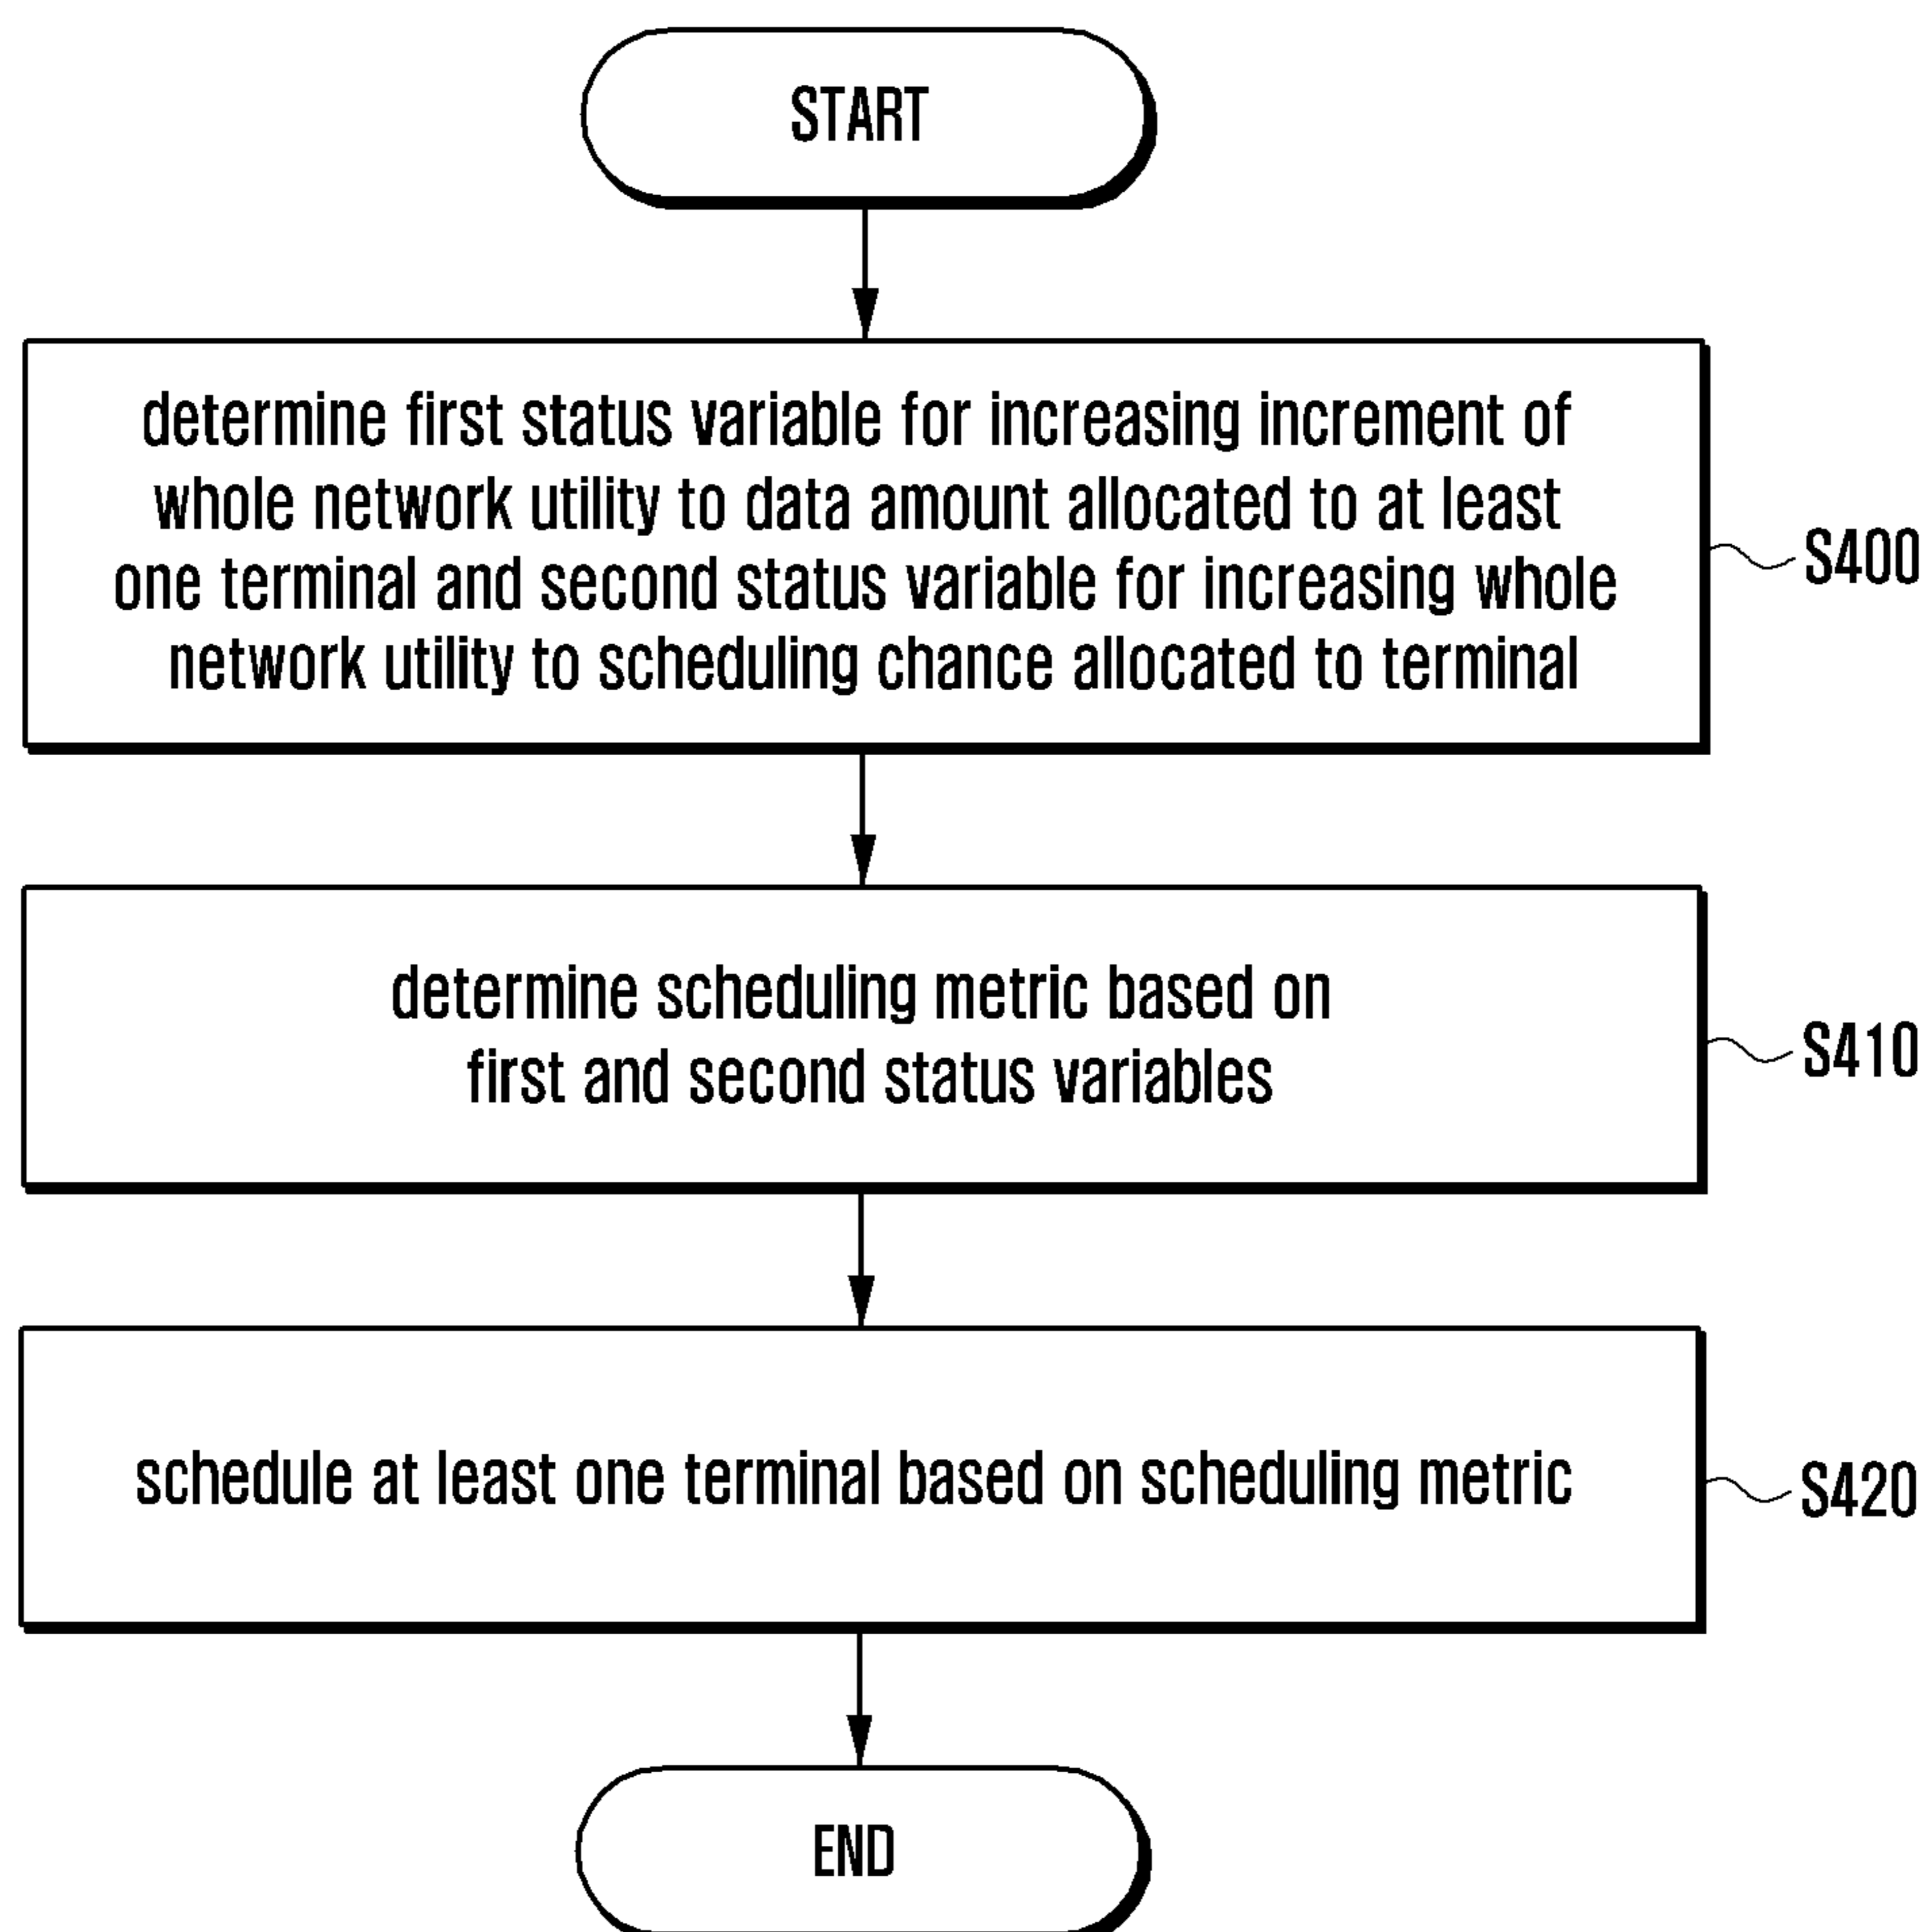 START
determine first status variable for increasing increment of
whole network utility to data amount allocated to at least
one terminal and second status variable for increasing whole
network utility to scheduling chance allocated to terminal
S400
determine scheduling metric based on
first and second status variables
S410
schedule at least one terminal based on scheduling metric
S420
END